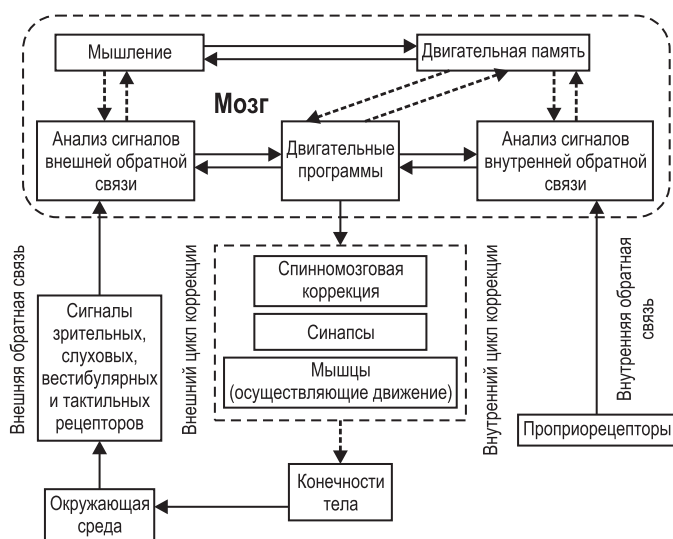 Мышление
Двигательная память
Мозг
Анализ сигналов
внешней обратной
связи
Двигательные
программы
Анализ сигналов
внутренней обратной
связи
Внешняя обратная связь
Сигналы
зрительных,
слуховых,
вестибулярных
и тактильных
рецепторов
Внешний цикл коррекции
Спинномозговая
коррекция
Синапсы
Мышцы
(осуществляющие движение)
Внутренний цикл коррекции
Внутренняя обратная
связь
Проприорецепторы
Конечности
тела
Окружающая
среда